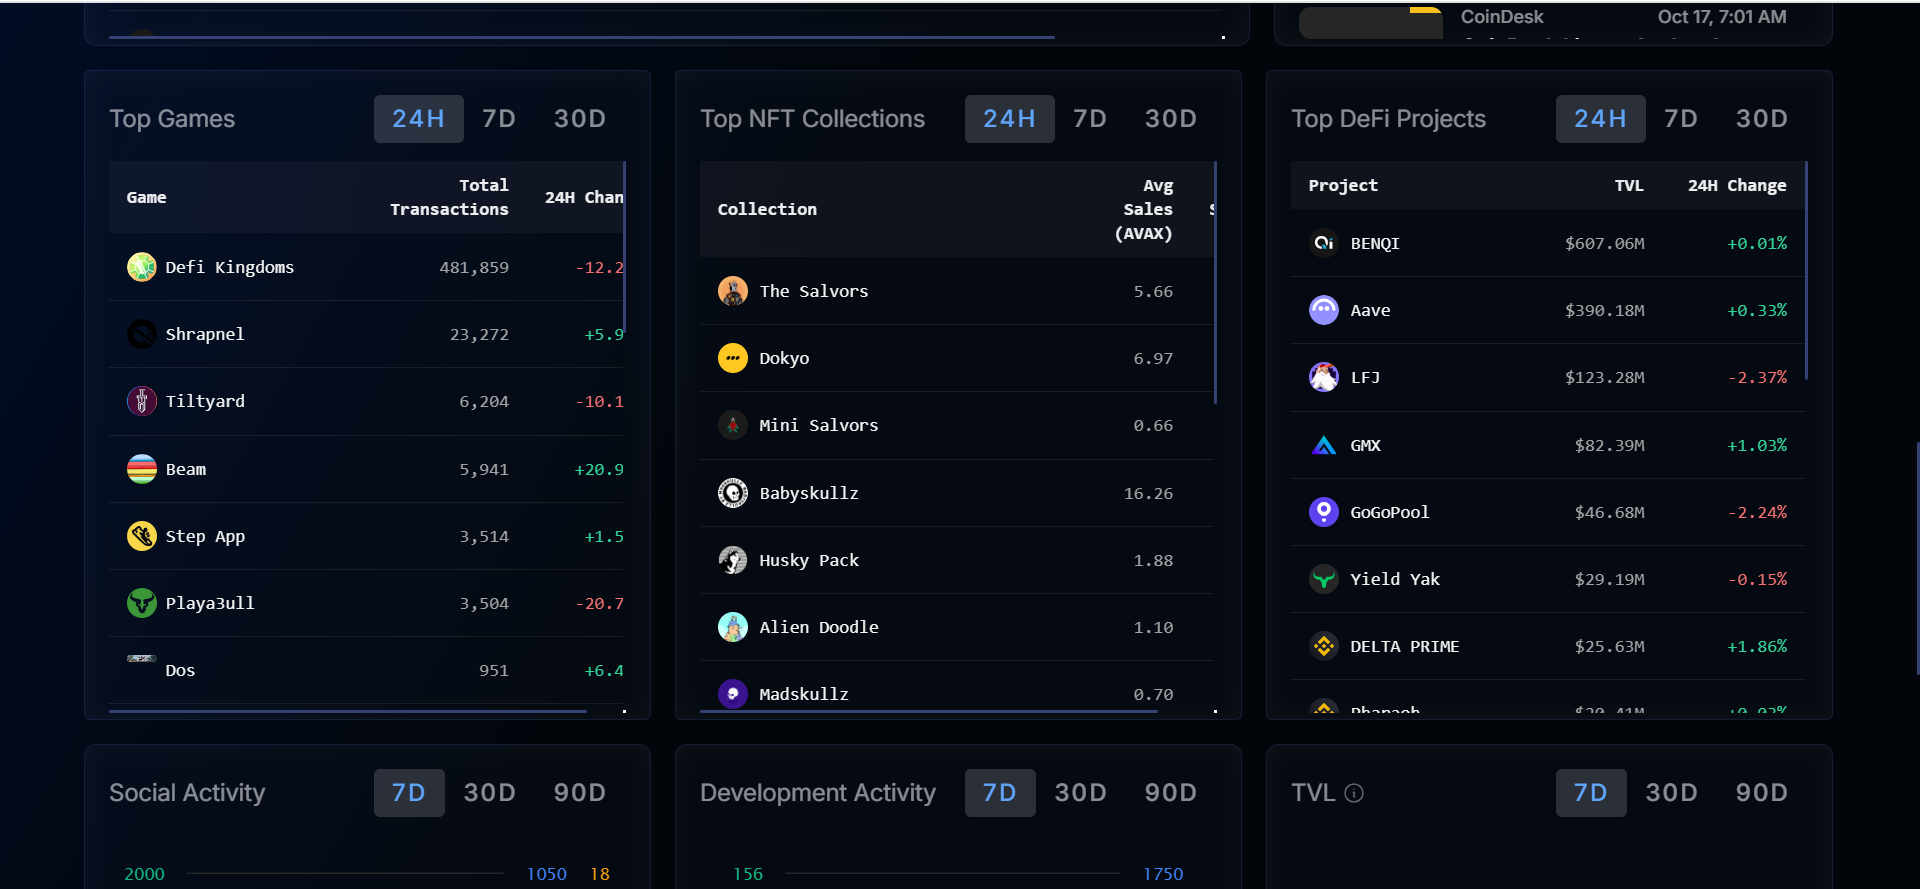 CoinDesk Oct 17, 7:01 AM
Top Games 24H 7D 30D
Game Total Transactions 24H Chan
Defi Kingdoms 481,859 -12.2
Shrapnel 23,272 +5.9
Tiltyard 6,204 -10.1
Beam 5,941 +20.9
Step App 3,514 +1.5
Playa3ull 3,504 -20.7
Dos 951 +6.4
Top NFT Collections 24H 7D 30D
Collection Avg Sales (AVAX)
The Salvors 5.66
Dokyo 6.97
Mini Salvors 0.66
Babyskullz 16.26
Husky Pack 1.88
Alien Doodle 1.10
Madskullz 0.70
Top DeFi Projects 24H 7D 30D
Project TVL 24H Change
BENQI $607.06M +0.01%
Aave $390.18M +0.33%
LFJ $123.28M -2.37%
GMX $82.39M +1.03%
GoGoPool $46.68M -2.24%
Yield Yak $29.19M -0.15%
DELTA PRIME $25.63M +1.86%
Pharaoh $20.41M
Social Activity 7D 30D 90D
2000 1050 18
Development Activity 7D 30D 90D
156 1750
TVL 7D 30D 90D